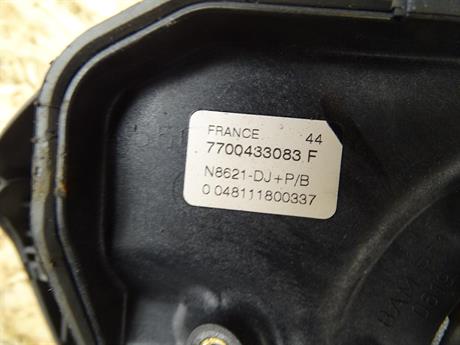 FRANCE 44
7700433083 F
N8621-DJ+P/B
0 048111800337